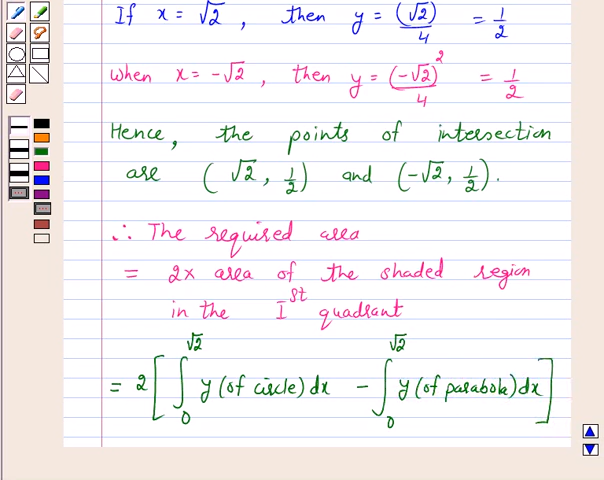 If x = √2 , then y = (√2)/4 = 1/2
When x = -√2 , then y = (-√2)²/4 = 1/2
Hence, the points of intersection
are (√2, 1/2) and (-√2, 1/2).
∴ The required area
= 2x area of the shaded region
in the Iˢᵗ quadrant
= 2 [ ∫₀^√2 y (of circle) dx - ∫₀^√2 y (of parabola) dx ]